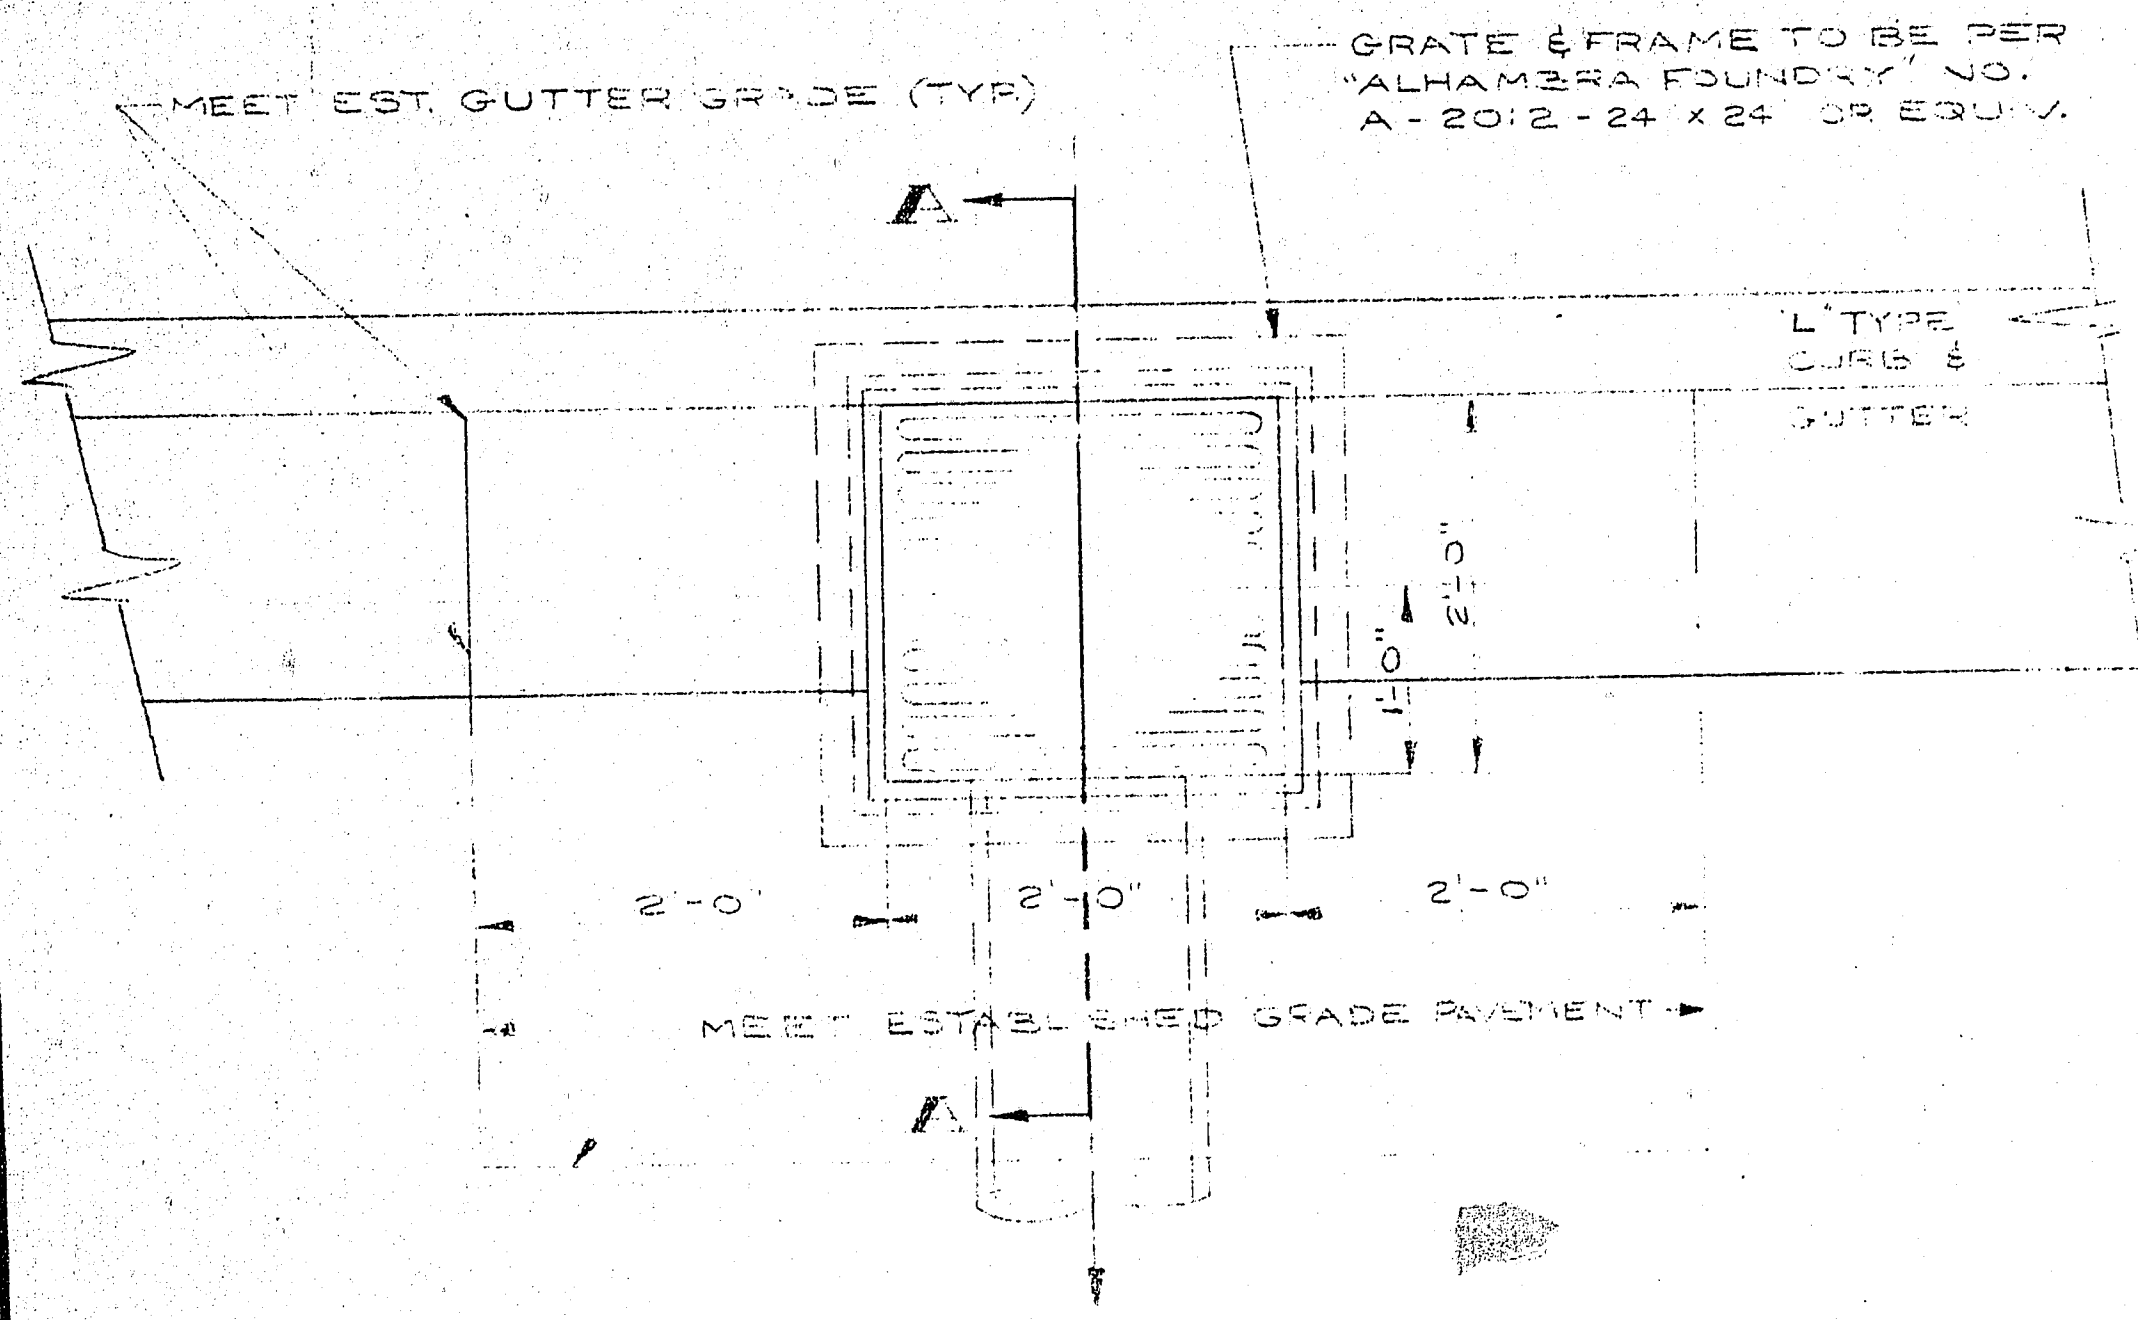 GRATE & FRAME TO BE PER
"ALHAMBRA FOUNDRY" NO.
A-2012-24 x 24 OR EQUIV.
MEET EST. GUTTER GRADE (TYP.)
A
"L" TYPE
CURB &
GUTTER
2'-0"
1'-0"
2'-0"
2'-0"
2'-0"
MEET ESTABLISHED GRADE PAVEMENT
A